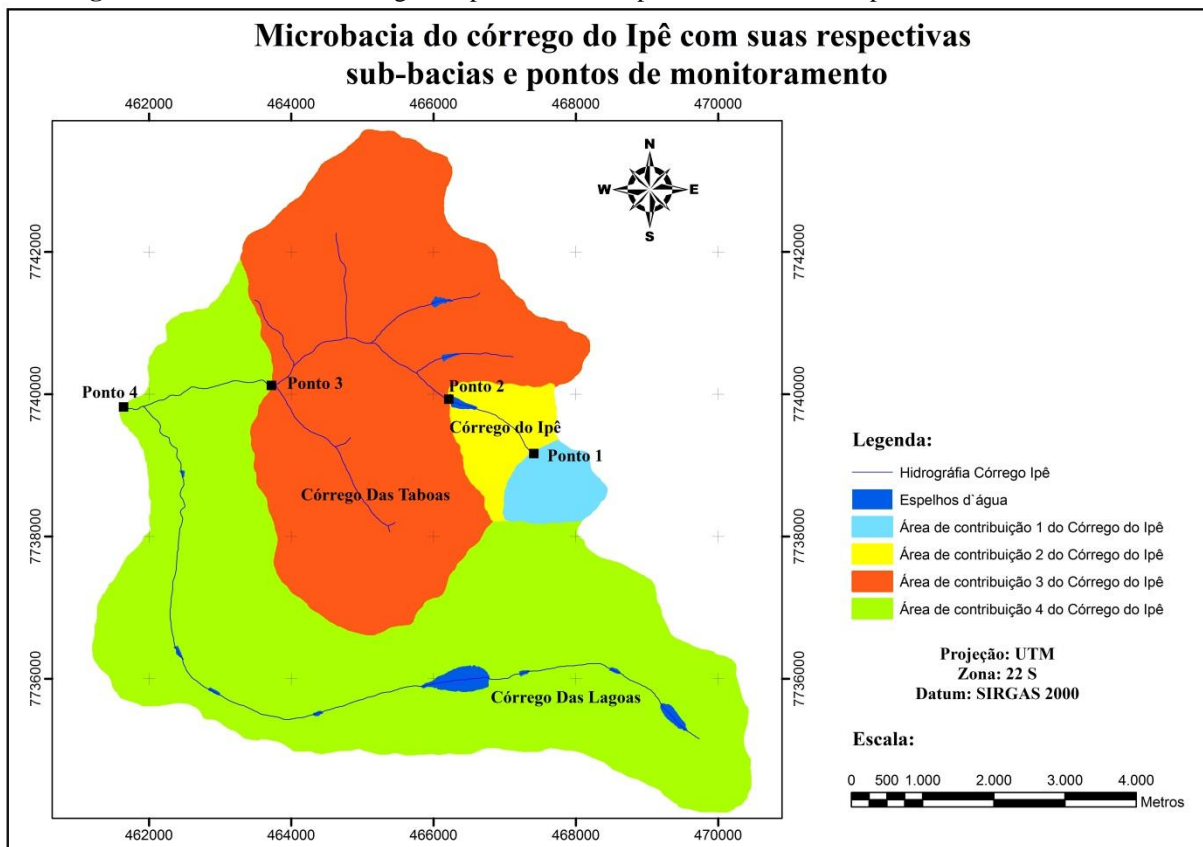 Microbacia do córrego do Ipê com suas respectivas
sub-bacias e pontos de monitoramento
462000 464000 466000 468000 470000
N
W E
S
7742000 7742000
7740000 7740000
7738000 7738000
7736000 7736000
Ponto 4
Ponto 3
Ponto 2
Córrego do Ipê
Ponto 1
Córrego Das Taboas
Córrego Das Lagoas
462000 464000 466000 468000 470000
Legenda:
Hidrográfia Córrego Ipê
Espelhos d`água
Área de contribuição 1 do Córrego do Ipê
Área de contribuição 2 do Córrego do Ipê
Área de contribuição 3 do Córrego do Ipê
Área de contribuição 4 do Córrego do Ipê
Projeção: UTM
Zona: 22 S
Datum: SIRGAS 2000
Escala:
0 500 1.000 2.000 3.000 4.000
Metros